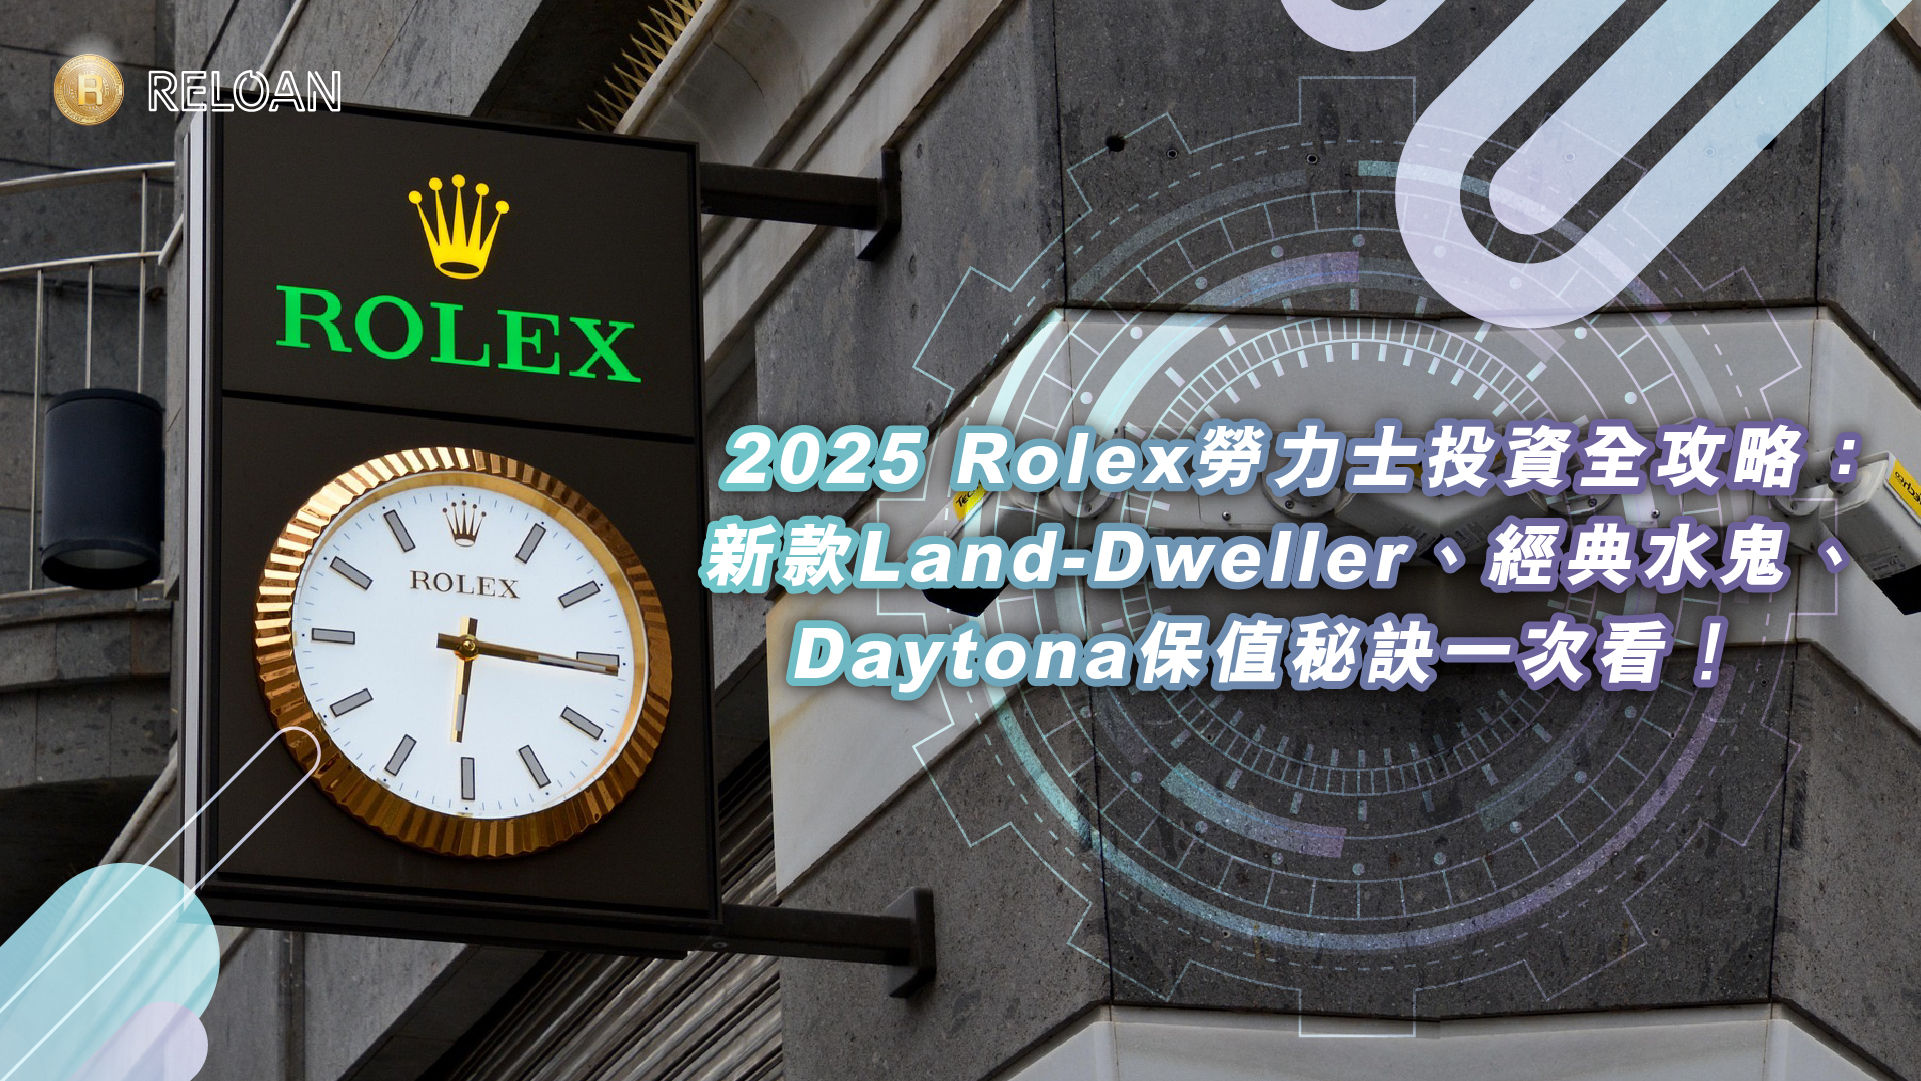 RELOAN
ROLEX
ROLEX
2025 Rolex勞力士投資全攻略：
新款Land-Dweller、經典水鬼、
Daytona保值秘訣一次看！